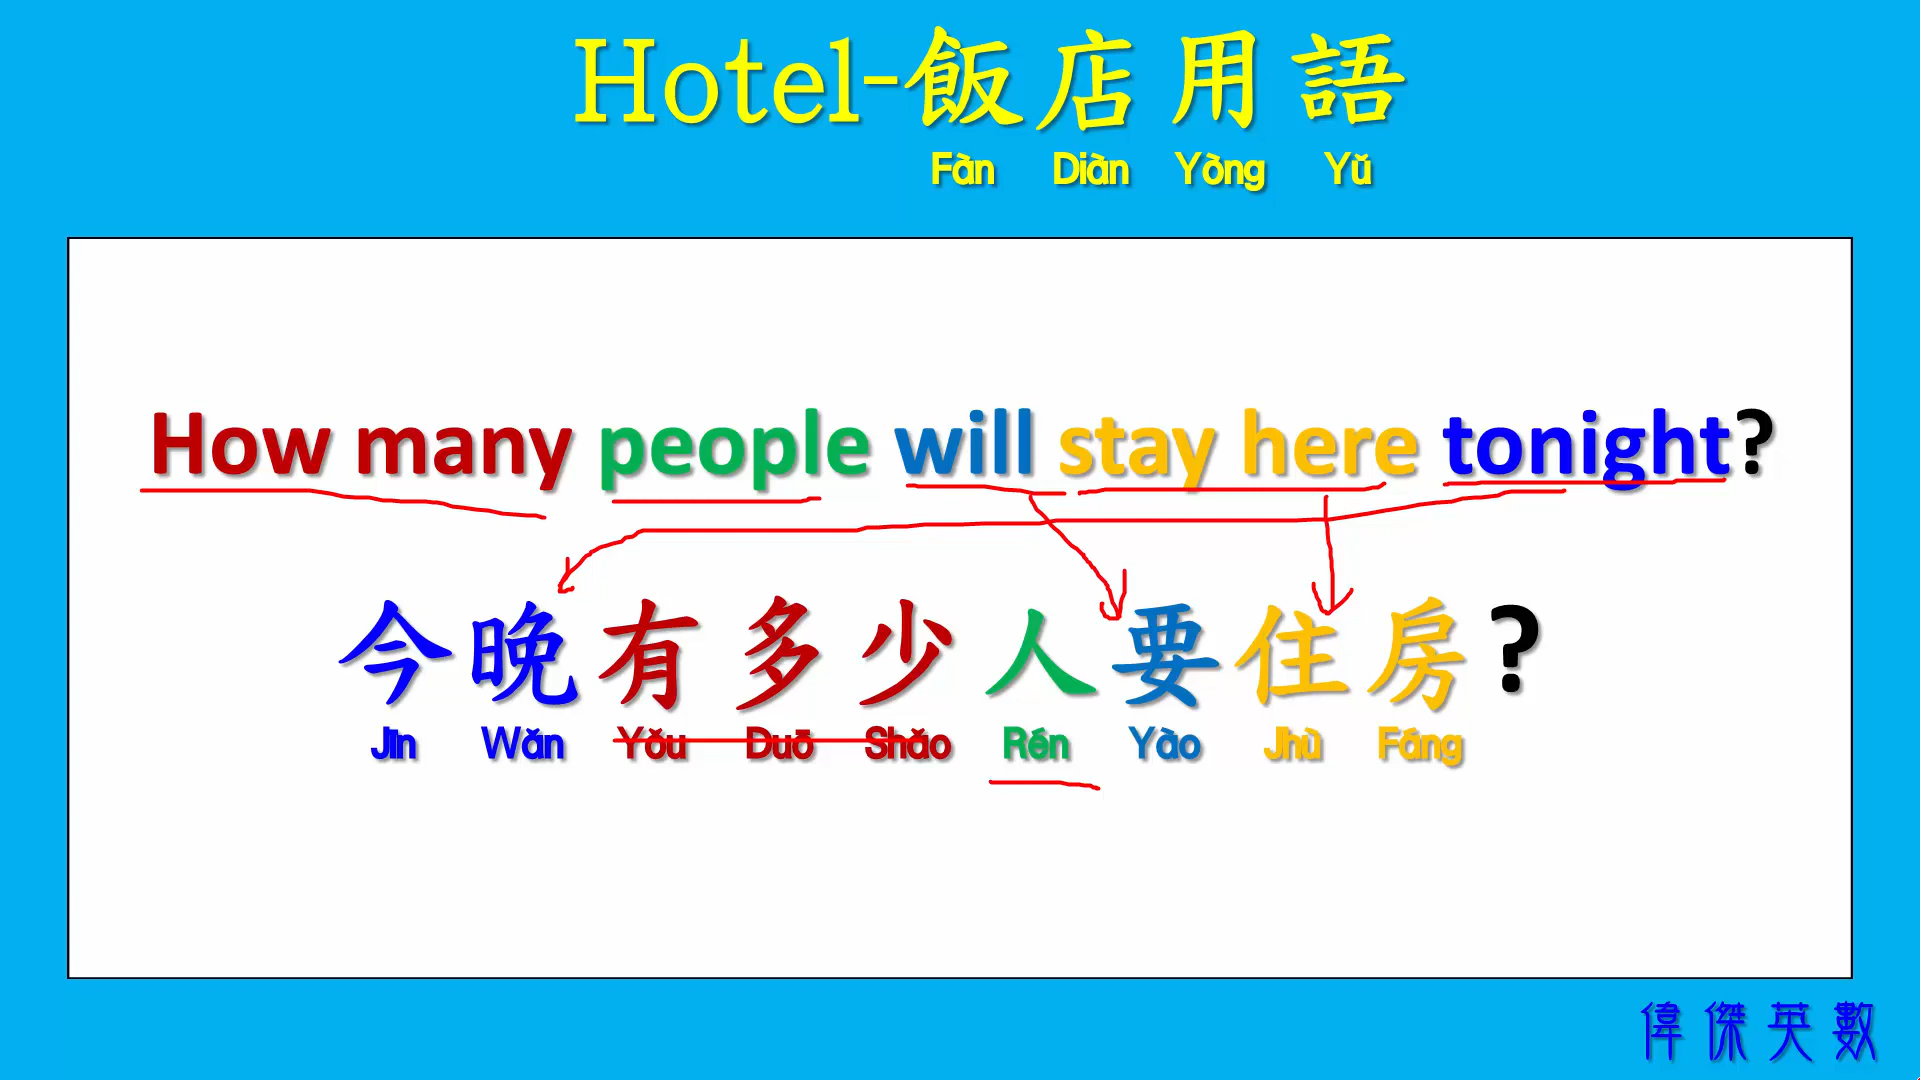 Hotel-飯店用語
Fàn Diàn Yòng Yǔ
How many people will stay here tonight?
今晚有多少人要住房?
Jīn Wǎn Yǒu Duō Shǎo Rén Yào Jhù Fáng
偉傑英數